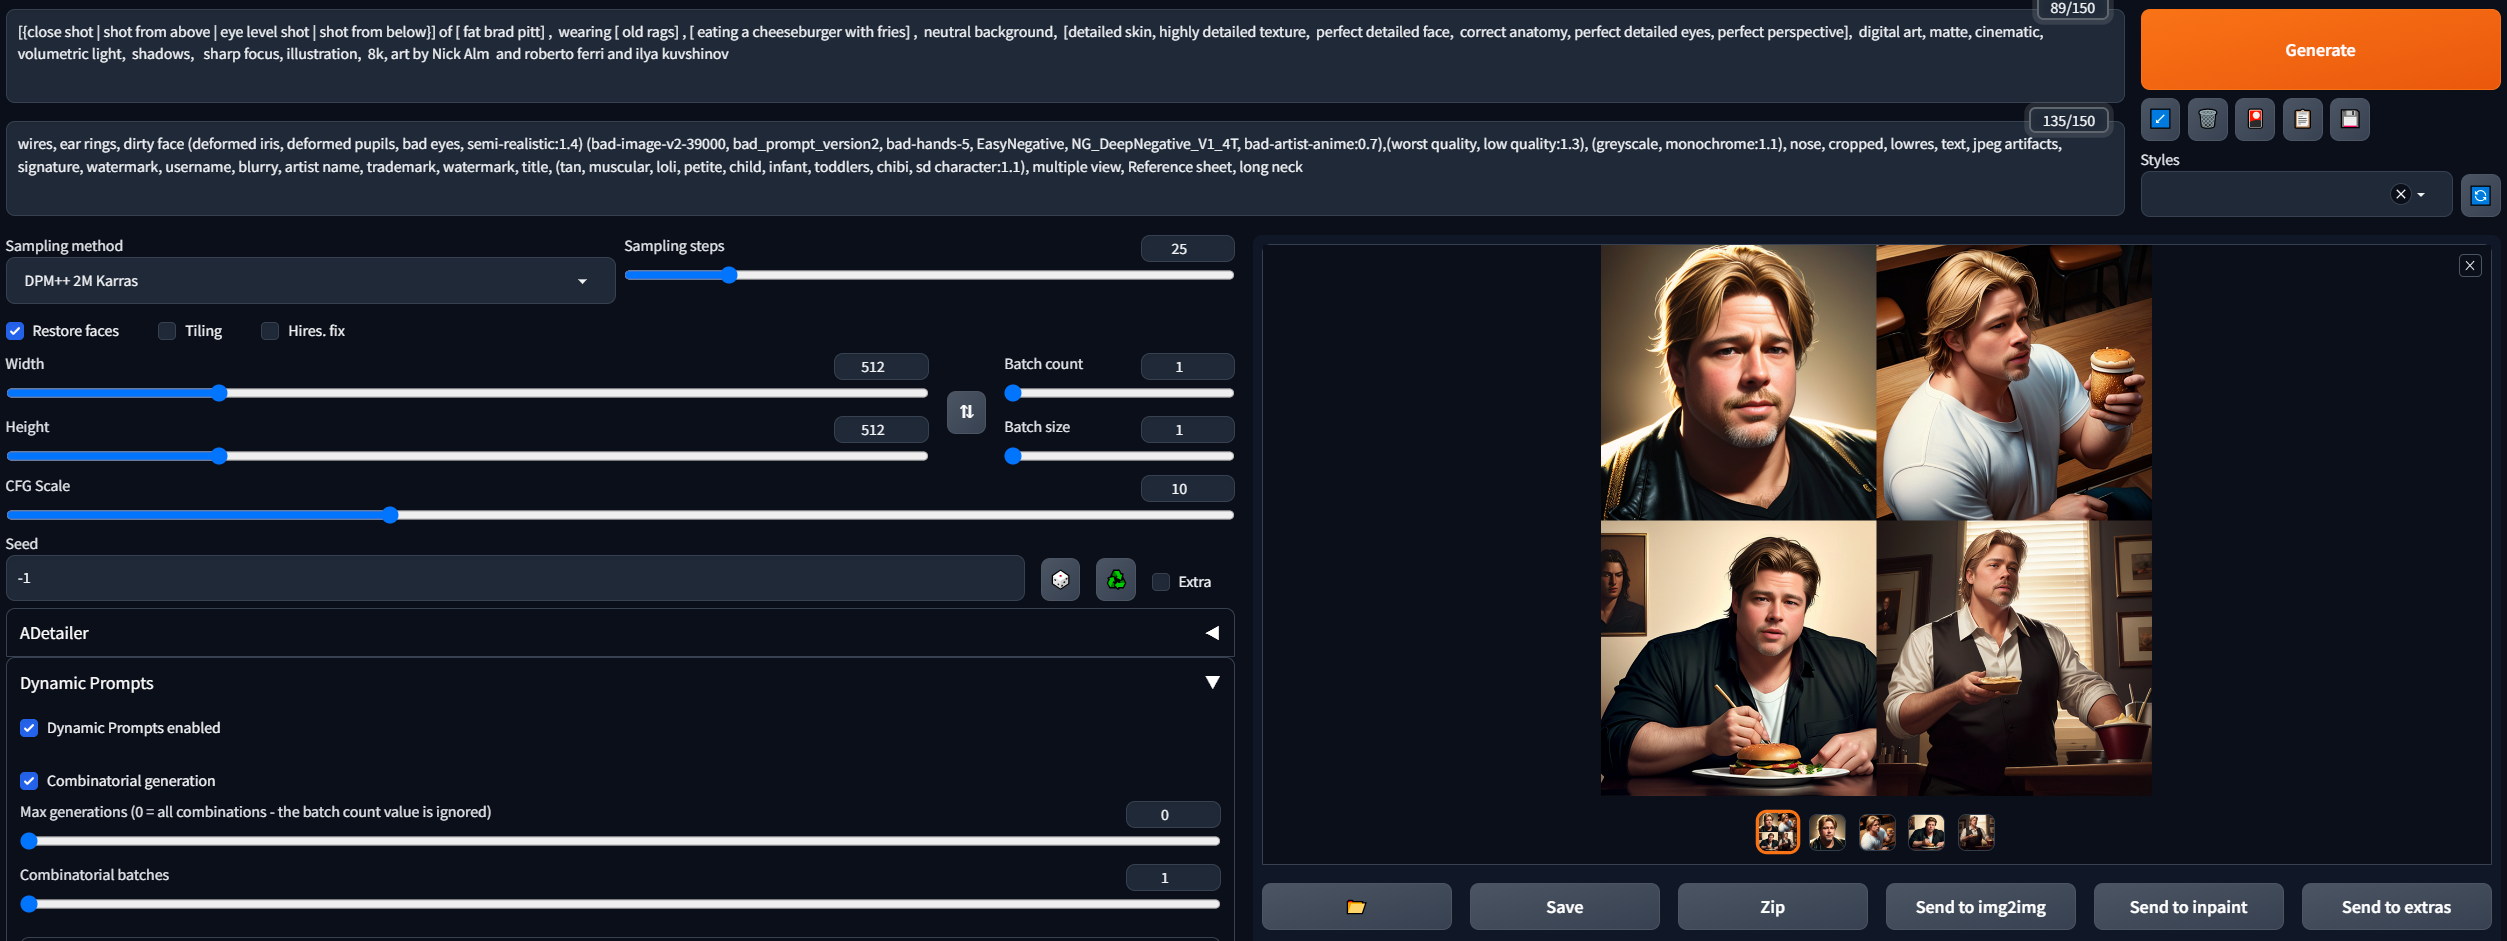 89/150
[{close shot | shot from above | eye level shot | shot from below}] of [ fat brad pitt] ,  wearing [ old rags] , [ eating a cheeseburger with fries] ,  neutral background,  [detailed skin, highly detailed texture,  perfect detailed face,  correct anatomy, perfect detailed eyes, perfect perspective],  digital art, matte, cinematic,
volumetric light,  shadows,   sharp focus, illustration,  8k, art by Nick Alm  and roberto ferri and ilya kuvshinov
Generate
135/150
wires, ear rings, dirty face (deformed iris, deformed pupils, bad eyes, semi-realistic:1.4) (bad-image-v2-39000, bad_prompt_version2, bad-hands-5, EasyNegative, NG_DeepNegative_V1_4T, bad-artist-anime:0.7),(worst quality, low quality:1.3), (greyscale, monochrome:1.1), nose, cropped, lowres, text, jpeg artifacts,
signature, watermark, username, blurry, artist name, trademark, watermark, title, (tan, muscular, loli, petite, child, infant, toddlers, chibi, sd character:1.1), multiple view, Reference sheet, long neck
Styles
Sampling method
DPM++ 2M Karras
Sampling steps
25
Restore faces
Tiling
Hires. fix
Width
512
Batch count
1
Height
512
Batch size
1
CFG Scale
10
Seed
-1
Extra
ADetailer
Dynamic Prompts
Dynamic Prompts enabled
Combinatorial generation
Max generations (0 = all combinations - the batch count value is ignored)
0
Combinatorial batches
1
Save
Zip
Send to img2img
Send to inpaint
Send to extras